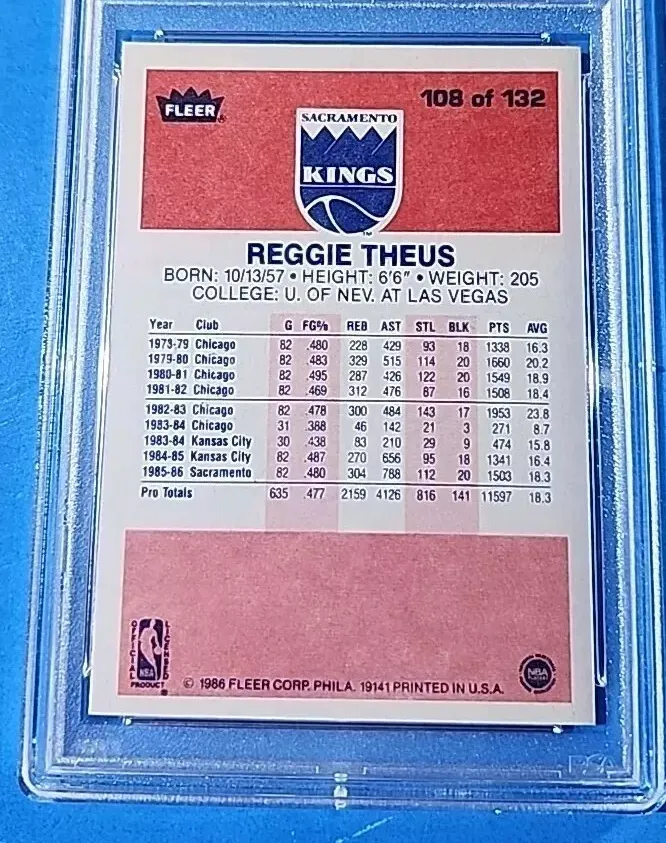 FLEER
108 of 132
SACRAMENTO
KINGS
REGGIE THEUS
BORN: 10/13/57 • HEIGHT: 6'6" • WEIGHT: 205
COLLEGE: U. OF NEV. AT LAS VEGAS
Year Club G FG% REB AST STL BLK PTS AVG
1978-79 Chicago 82 .480 228 429 93 18 1338 16.3
1979-80 Chicago 82 .483 329 515 114 20 1660 20.2
1980-81 Chicago 82 .495 287 426 122 20 1549 18.9
1981-82 Chicago 82 .469 312 476 87 16 1508 18.4
1982-83 Chicago 82 .478 300 484 143 17 1953 23.8
1983-84 Chicago 31 .388 46 142 21 3 271 8.7
1983-84 Kansas City 30 .438 83 210 29 9 474 15.8
1984-85 Kansas City 82 .487 270 656 95 18 1341 16.4
1985-86 Sacramento 82 .480 304 788 112 20 1503 18.3
Pro Totals 635 .477 2159 4126 816 141 11597 18.3
OFFICIAL LICENSED
NBA
PRODUCT
NBA
© 1986 FLEER CORP. PHILA. 19141 PRINTED IN U.S.A.
PSA